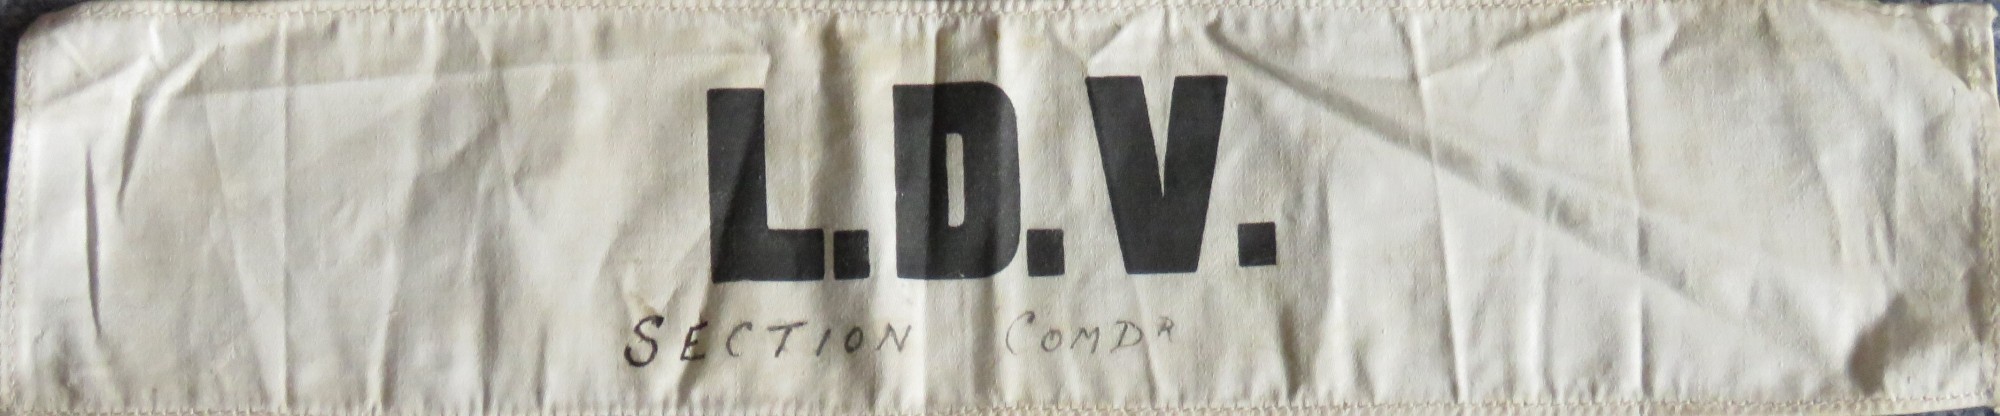 L.D.V.
SECTION COMDR